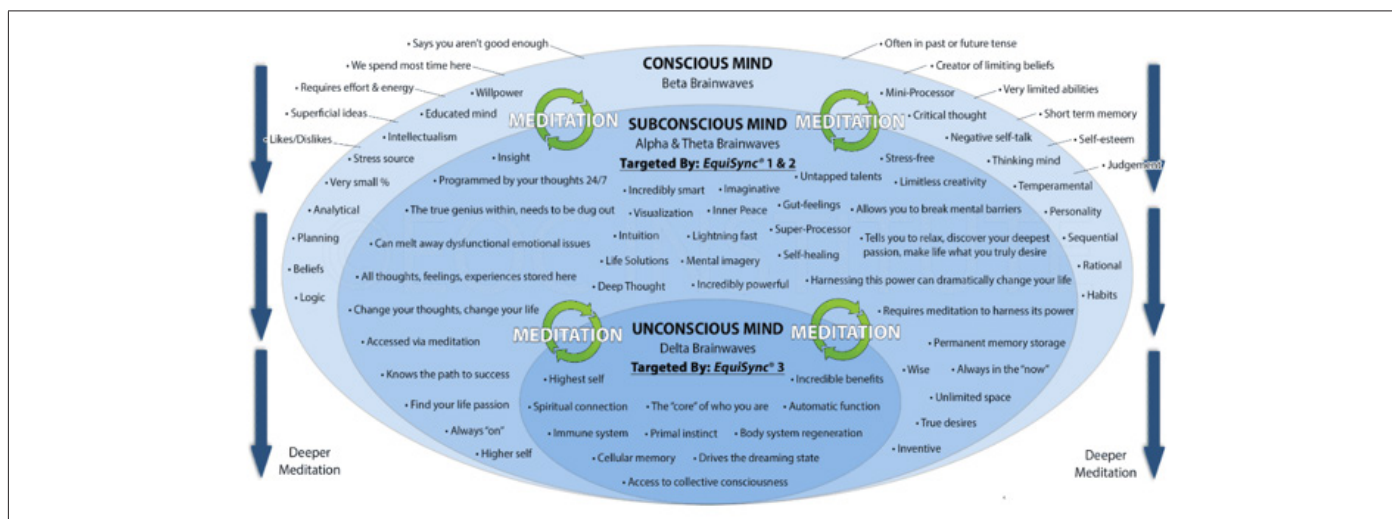 • Says you aren't good enough
• We spend most time here
• Requires effort & energy
• Superficial ideas
• Likes/Dislikes
• Often in past or future tense
• Creator of limiting beliefs
• Very limited abilities
• Short term memory
• Self-esteem
• Judgement
CONSCIOUS MIND
Beta Brainwaves
• Willpower
• Educated mind
• Intellectualism
• Stress source
• Very small %
• Analytical
• Planning
• Beliefs
• Logic
• Mini-Processor
• Critical thought
• Negative self-talk
• Thinking mind
• Temperamental
• Personality
• Sequential
• Rational
• Habits
MEDITATION
MEDITATION
SUBCONSCIOUS MIND
Alpha & Theta Brainwaves
Targeted By: EquiSync® 1 & 2
• Insight
• Programmed by your thoughts 24/7
• The true genius within, needs to be dug out
• Can melt away dysfunctional emotional issues
• All thoughts, feelings, experiences stored here
• Change your thoughts, change your life
• Accessed via meditation
• Knows the path to success
• Find your life passion
• Always "on"
• Higher self
• Incredibly smart
• Imaginative
• Untapped talents
• Visualization
• Inner Peace
• Gut-feelings
• Intuition
• Lightning fast
• Super-Processor
• Life Solutions
• Mental imagery
• Self-healing
• Deep Thought
• Incredibly powerful
• Stress-free
• Limitless creativity
• Allows you to break mental barriers
• Tells you to relax, discover your deepest
passion, make life what you truly desire
• Harnessing this power can dramatically change your life
• Requires meditation to harness its power
• Permanent memory storage
• Wise
• Always in the "now"
• Unlimited space
• True desires
• Inventive
MEDITATION
MEDITATION
UNCONSCIOUS MIND
Delta Brainwaves
Targeted By: EquiSync® 3
• Highest self
• Incredible benefits
• Spiritual connection
• The "core" of who you are
• Automatic function
• Immune system
• Primal instinct
• Body system regeneration
• Cellular memory
• Drives the dreaming state
• Access to collective consciousness
Deeper
Meditation
Deeper
Meditation